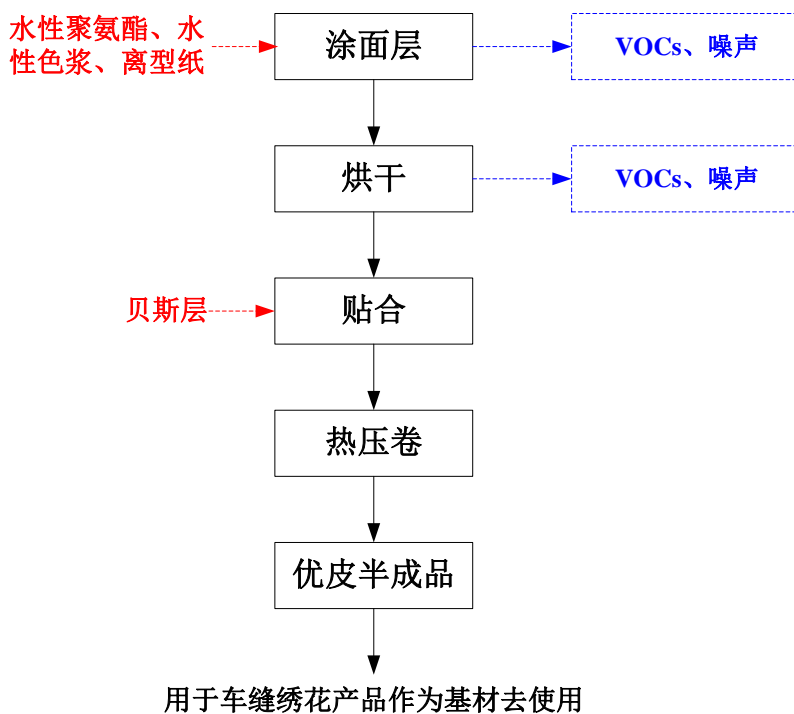 水性聚氨酯、水
性色浆、离型纸
涂面层
VOCs、噪声
烘干
VOCs、噪声
贝斯层
贴合
热压卷
优皮半成品
用于车缝绣花产品作为基材去使用